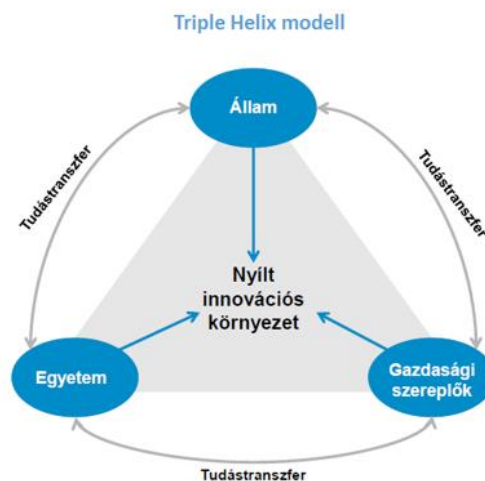 Triple Helix modell
Állam
Tudástranszfer
Tudástranszfer
Nyílt
innovációs
környezet
Egyetem
Gazdasági
szereplők
Tudástranszfer